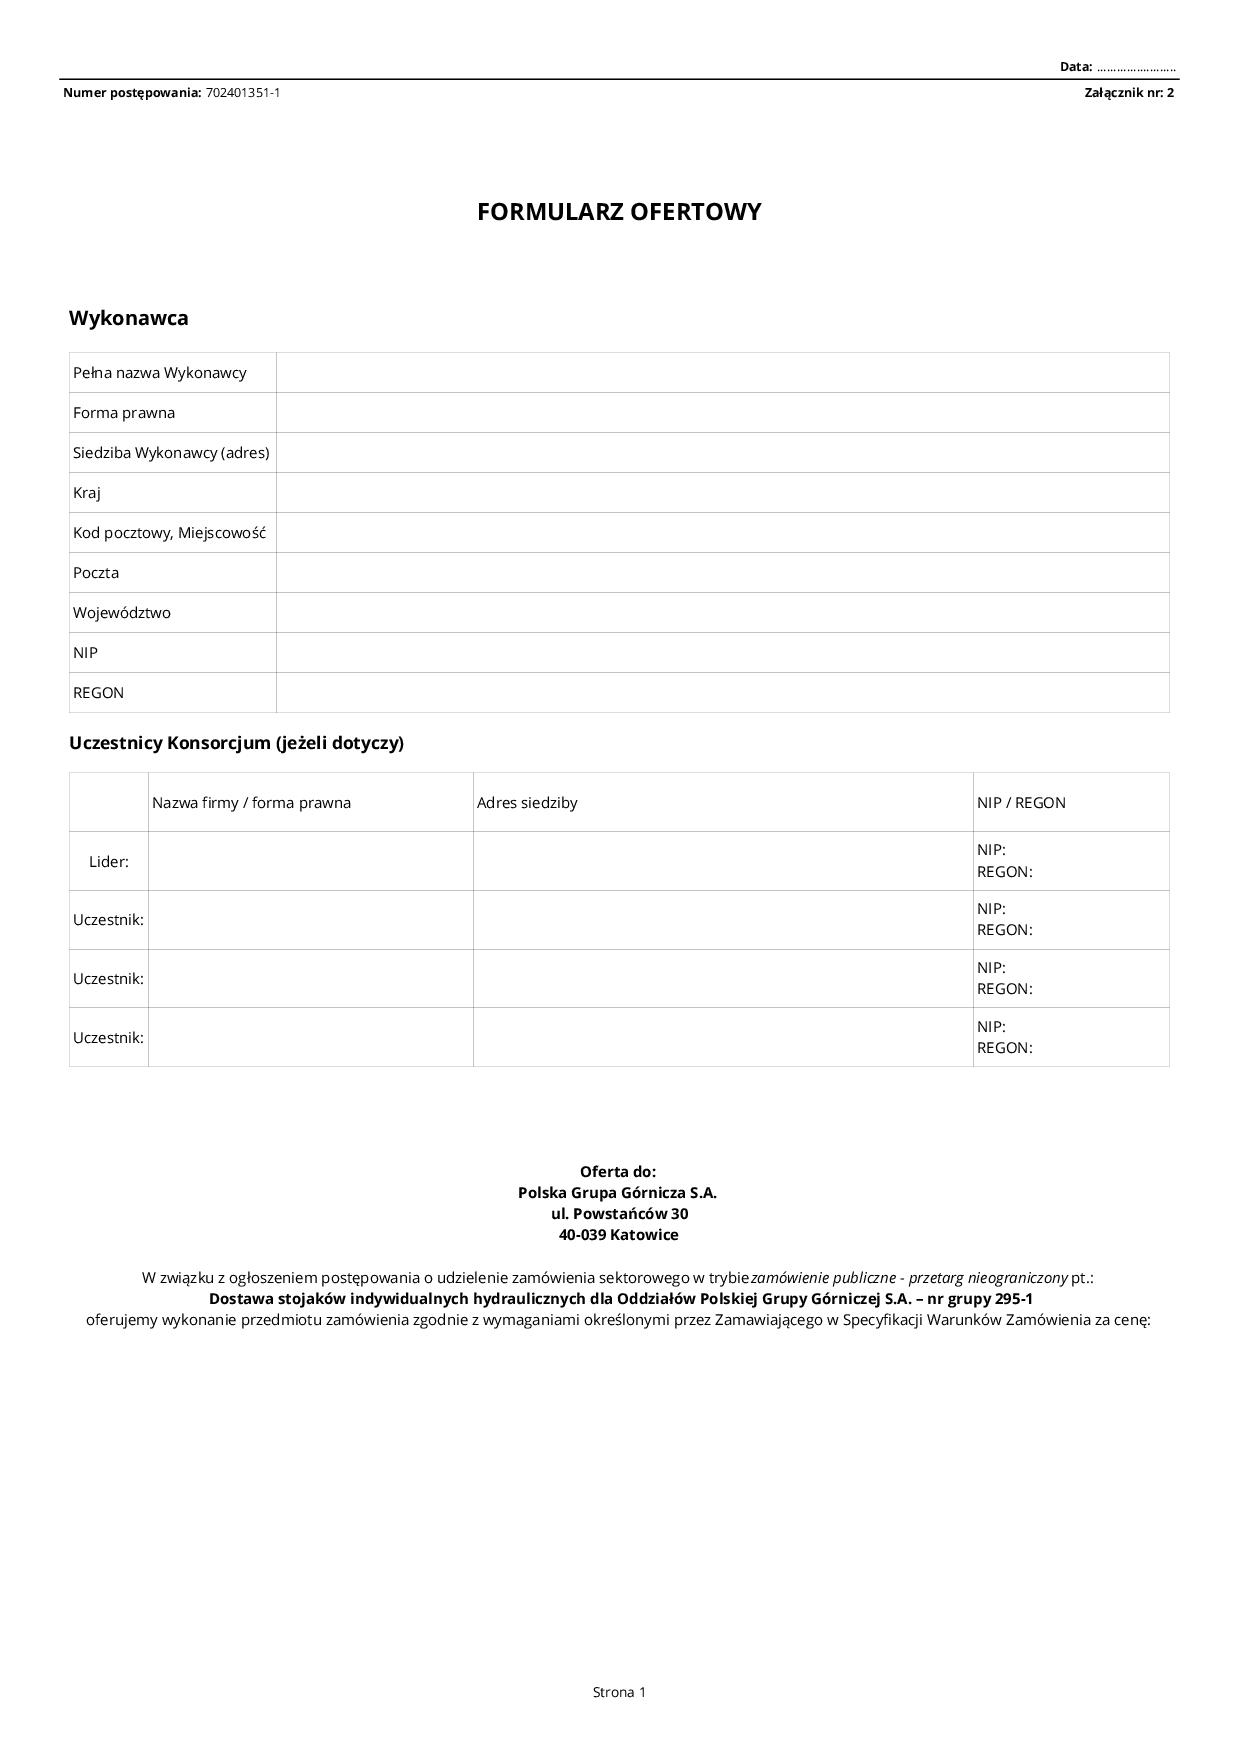 Data: ........................
Numer postępowania: 702401351-1 Załącznik nr: 2
FORMULARZ OFERTOWY
Wykonawca
Pełna nazwa Wykonawcy
Forma prawna
Siedziba Wykonawcy (adres)
Kraj
Kod pocztowy, Miejscowość
Poczta
Województwo
NIP
REGON
Uczestnicy Konsorcjum (jeżeli dotyczy)
Nazwa firmy / forma prawna Adres siedziby NIP / REGON
Lider:
NIP:
REGON:
Uczestnik:
NIP:
REGON:
Uczestnik:
NIP:
REGON:
Uczestnik:
NIP:
REGON:
Oferta do:
Polska Grupa Górnicza S.A.
ul. Powstańców 30
40-039 Katowice
W związku z ogłoszeniem postępowania o udzielenie zamówienia sektorowego w trybiezamówienie publiczne - przetarg nieograniczony pt.:
Dostawa stojaków indywidualnych hydraulicznych dla Oddziałów Polskiej Grupy Górniczej S.A. – nr grupy 295-1
oferujemy wykonanie przedmiotu zamówienia zgodnie z wymaganiami określonymi przez Zamawiającego w Specyfikacji Warunków Zamówienia za cenę:
Strona 1